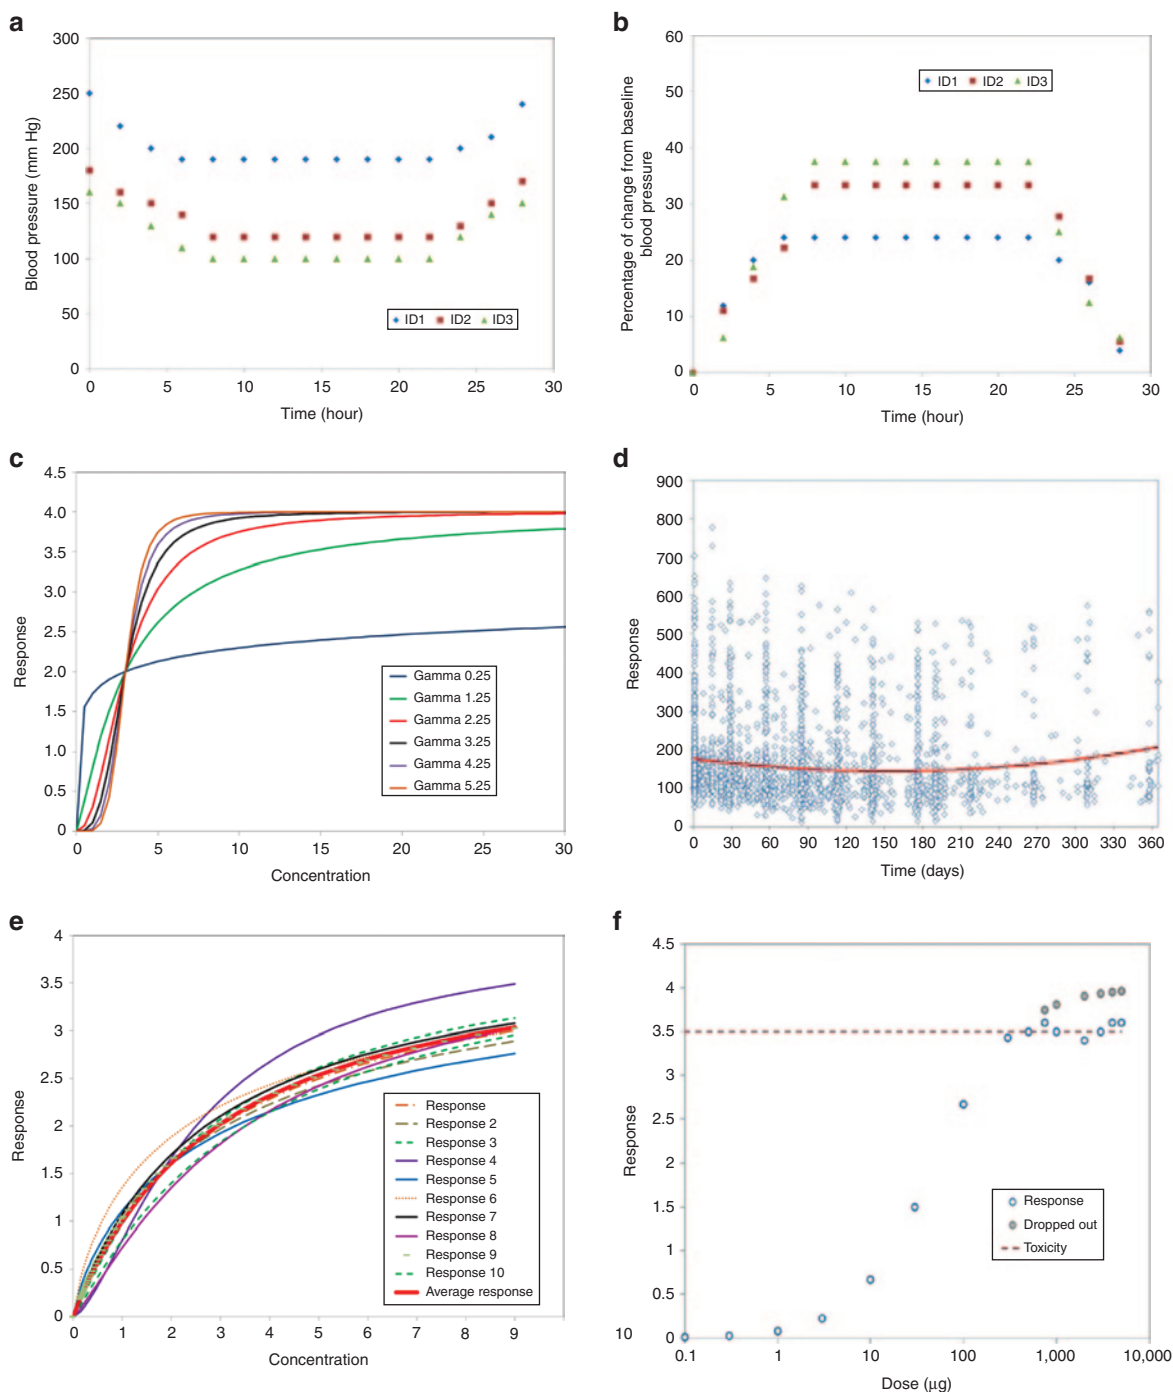 a
300
250
200
150
100
50
0
0 5 10 15 20 25 30
Blood pressure (mm Hg)
Time (hour)
ID1 ID2 ID3
b
60
50
40
30
20
10
0
0 5 10 15 20 25 30
Percentage of change from baseline
blood pressure
Time (hour)
ID1 ID2 ID3
c
4.5
4.0
3.5
3.0
2.5
2.0
1.5
1.0
0.5
0
0 5 10 15 20 25 30
Response
Concentration
Gamma 0.25
Gamma 1.25
Gamma 2.25
Gamma 3.25
Gamma 4.25
Gamma 5.25
d
900
800
700
600
500
400
300
200
100
0
0 30 60 90 120 150 180 210 240 270 300 330 360
Response
Time (days)
e
4
3.5
3
2.5
2
1.5
1
0.5
0
0 1 2 3 4 5 6 7 8 9
Response
Concentration
Response
Response 2
Response 3
Response 4
Response 5
Response 6
Response 7
Response 8
Response 9
Response 10
Average response
f
4.5
4
3.5
3
2.5
2
1.5
1
0.5
0
10
0.1 1 10 100 1,000 10,000
Response
Dose (μg)
Response
Dropped out
Toxicity